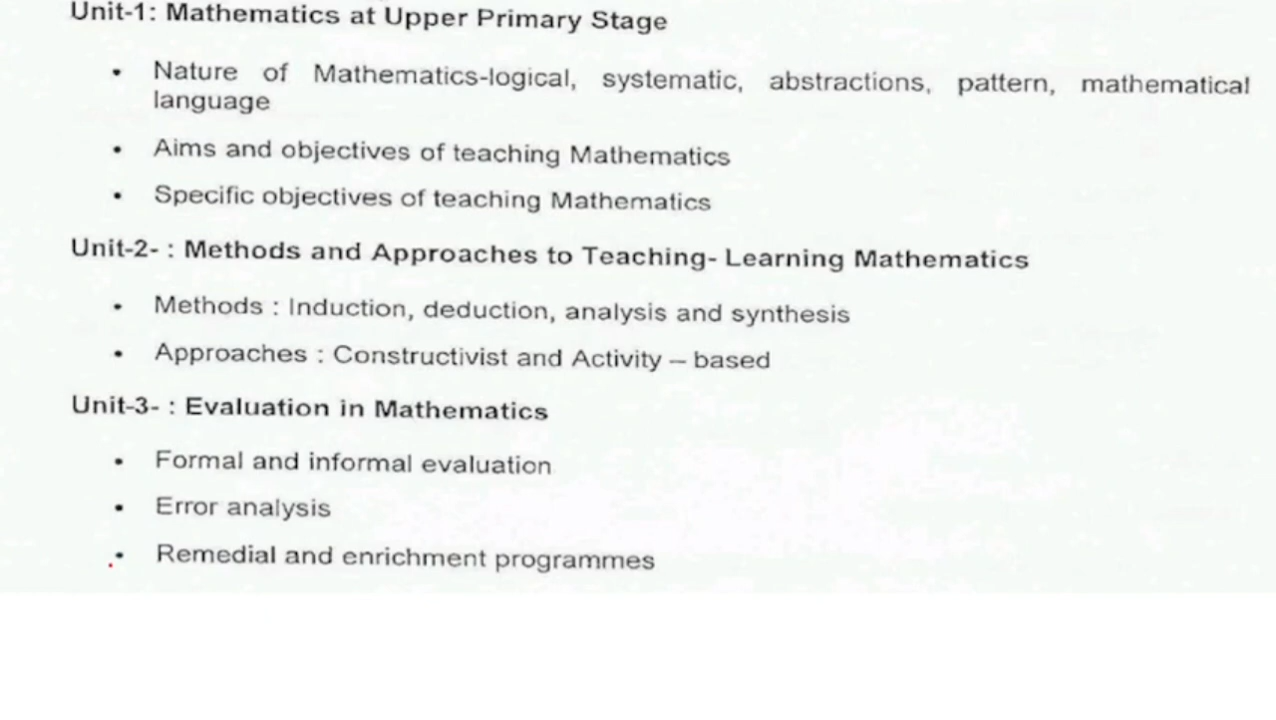 Unit-1: Mathematics at Upper Primary Stage
• Nature of Mathematics-logical, systematic, abstractions, pattern, mathematical
language
• Aims and objectives of teaching Mathematics
• Specific objectives of teaching Mathematics
Unit-2- : Methods and Approaches to Teaching- Learning Mathematics
• Methods : Induction, deduction, analysis and synthesis
• Approaches : Constructivist and Activity – based
Unit-3- : Evaluation in Mathematics
• Formal and informal evaluation
• Error analysis
• Remedial and enrichment programmes